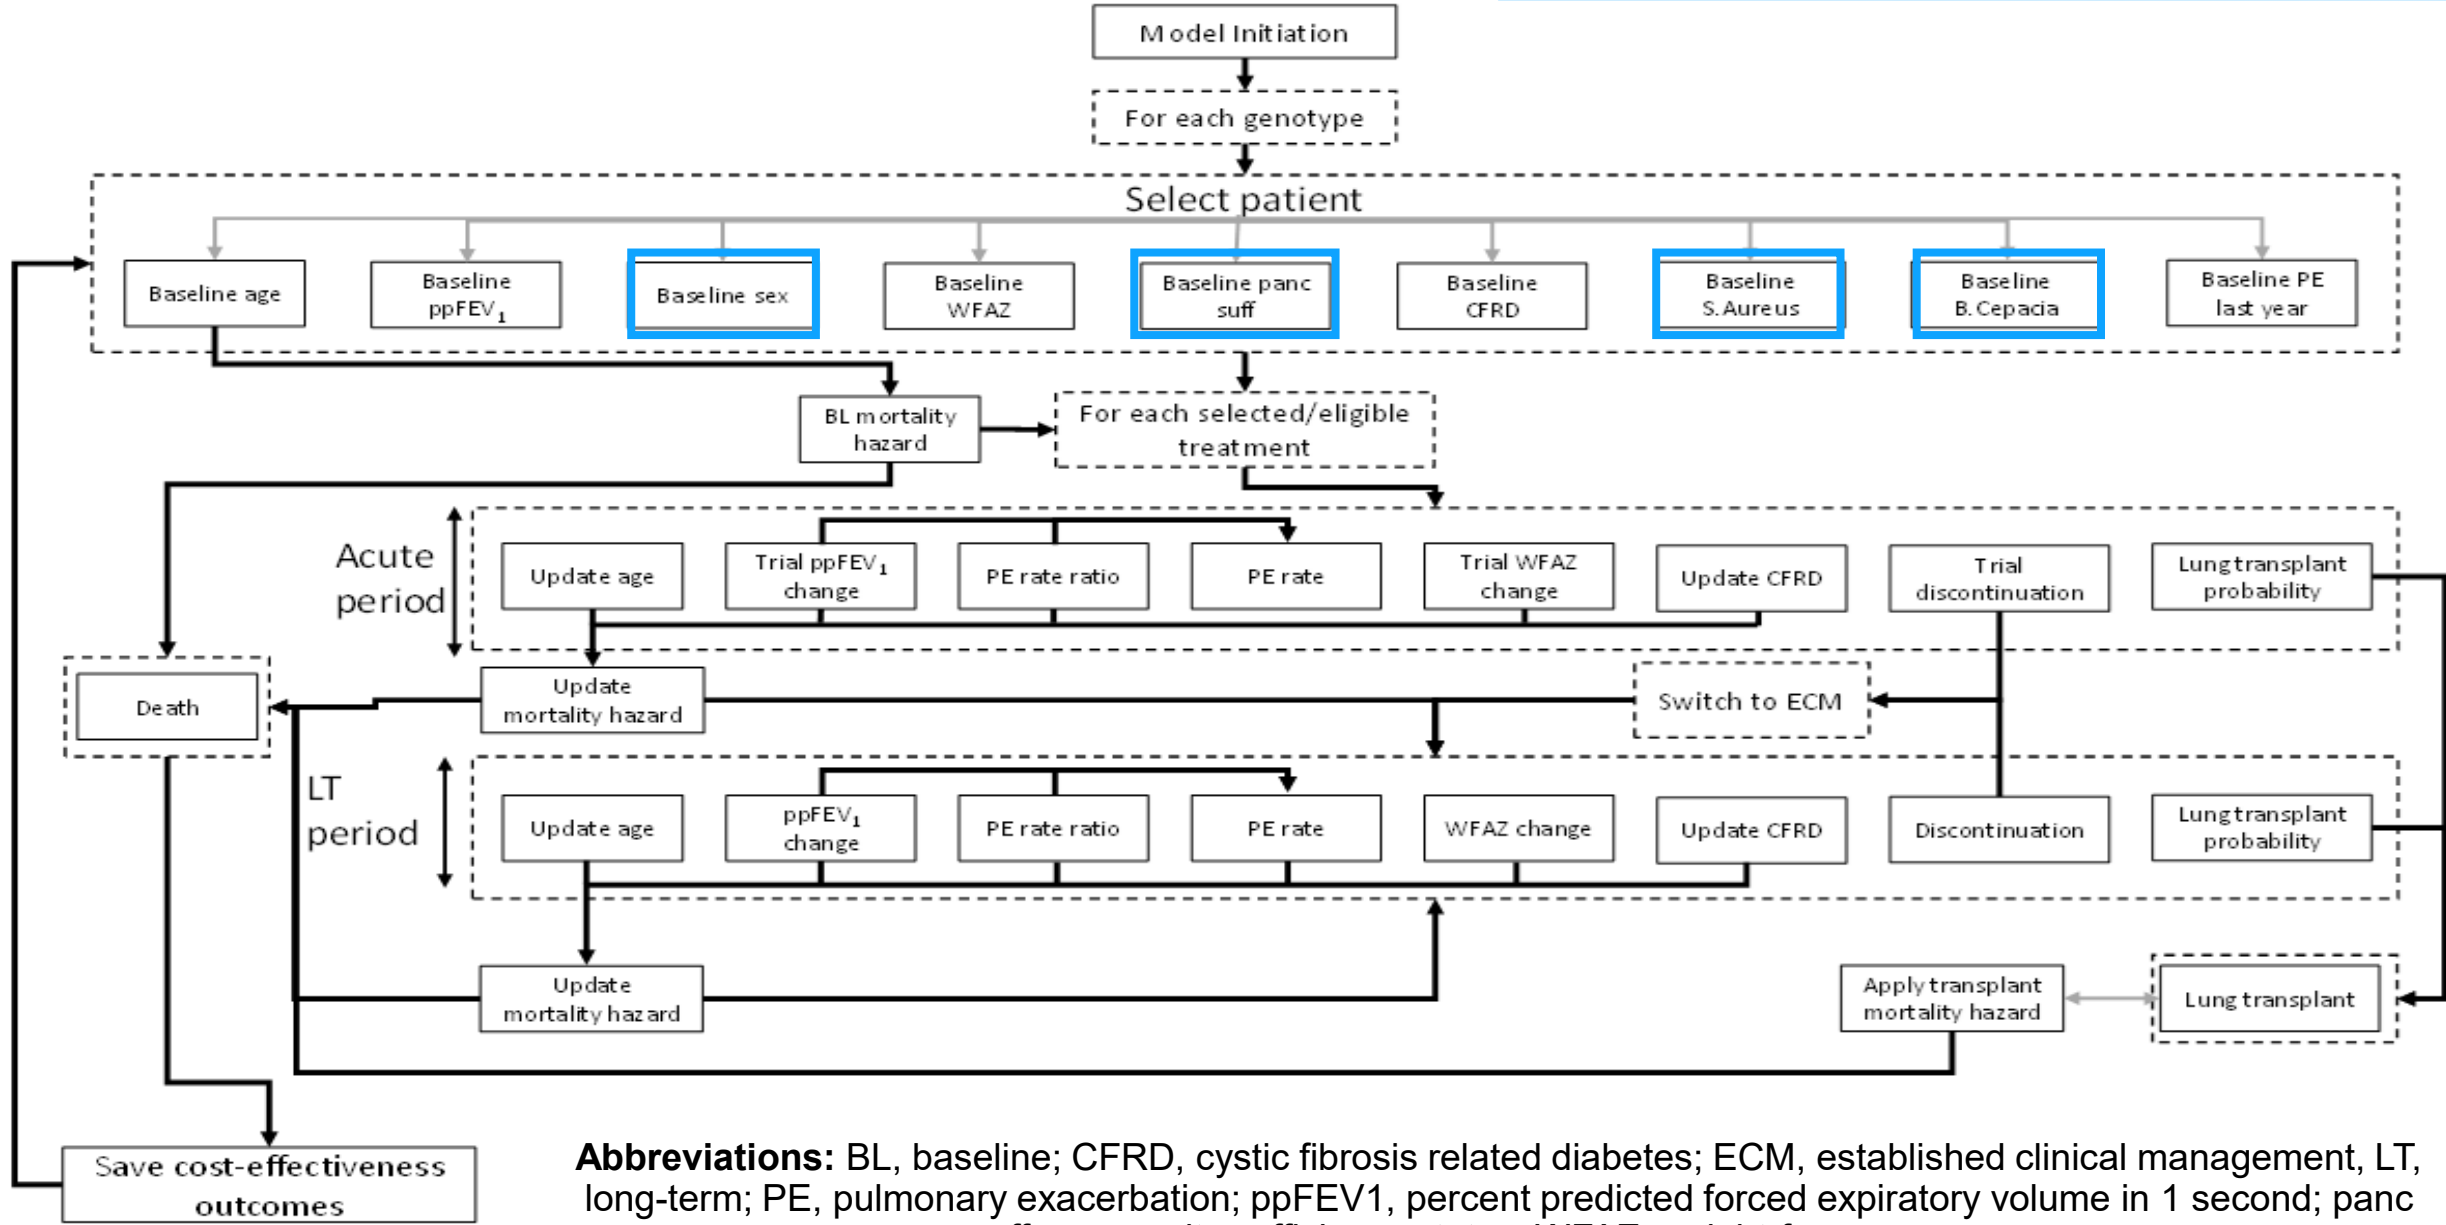 Model Initiation
For each genotype
Select patient
Baseline age
Baseline
ppFEV1
Baseline sex
Baseline
WFAZ
Baseline panc
suff
Baseline
CFRD
Baseline
S.Aureus
Baseline
B.Cepacia
Baseline PE
last year
BL mortality
hazard
For each selected/eligible
treatment
Acute
period
Update age
Trial ppFEV1
change
PE rate ratio
PE rate
Trial WFAZ
change
Update CFRD
Trial
discontinuation
Lung transplant
probability
Death
Update
mortality hazard
Switch to ECM
LT
period
Update age
ppFEV1
change
PE rate ratio
PE rate
WFAZ change
Update CFRD
Discontinuation
Lung transplant
probability
Update
mortality hazard
Apply transplant
mortality hazard
Lung transplant
Save cost-effectiveness
outcomes
Abbreviations: BL, baseline; CFRD, cystic fibrosis related diabetes; ECM, established clinical management, LT,
long-term; PE, pulmonary exacerbation; ppFEV1, percent predicted forced expiratory volume in 1 second; panc